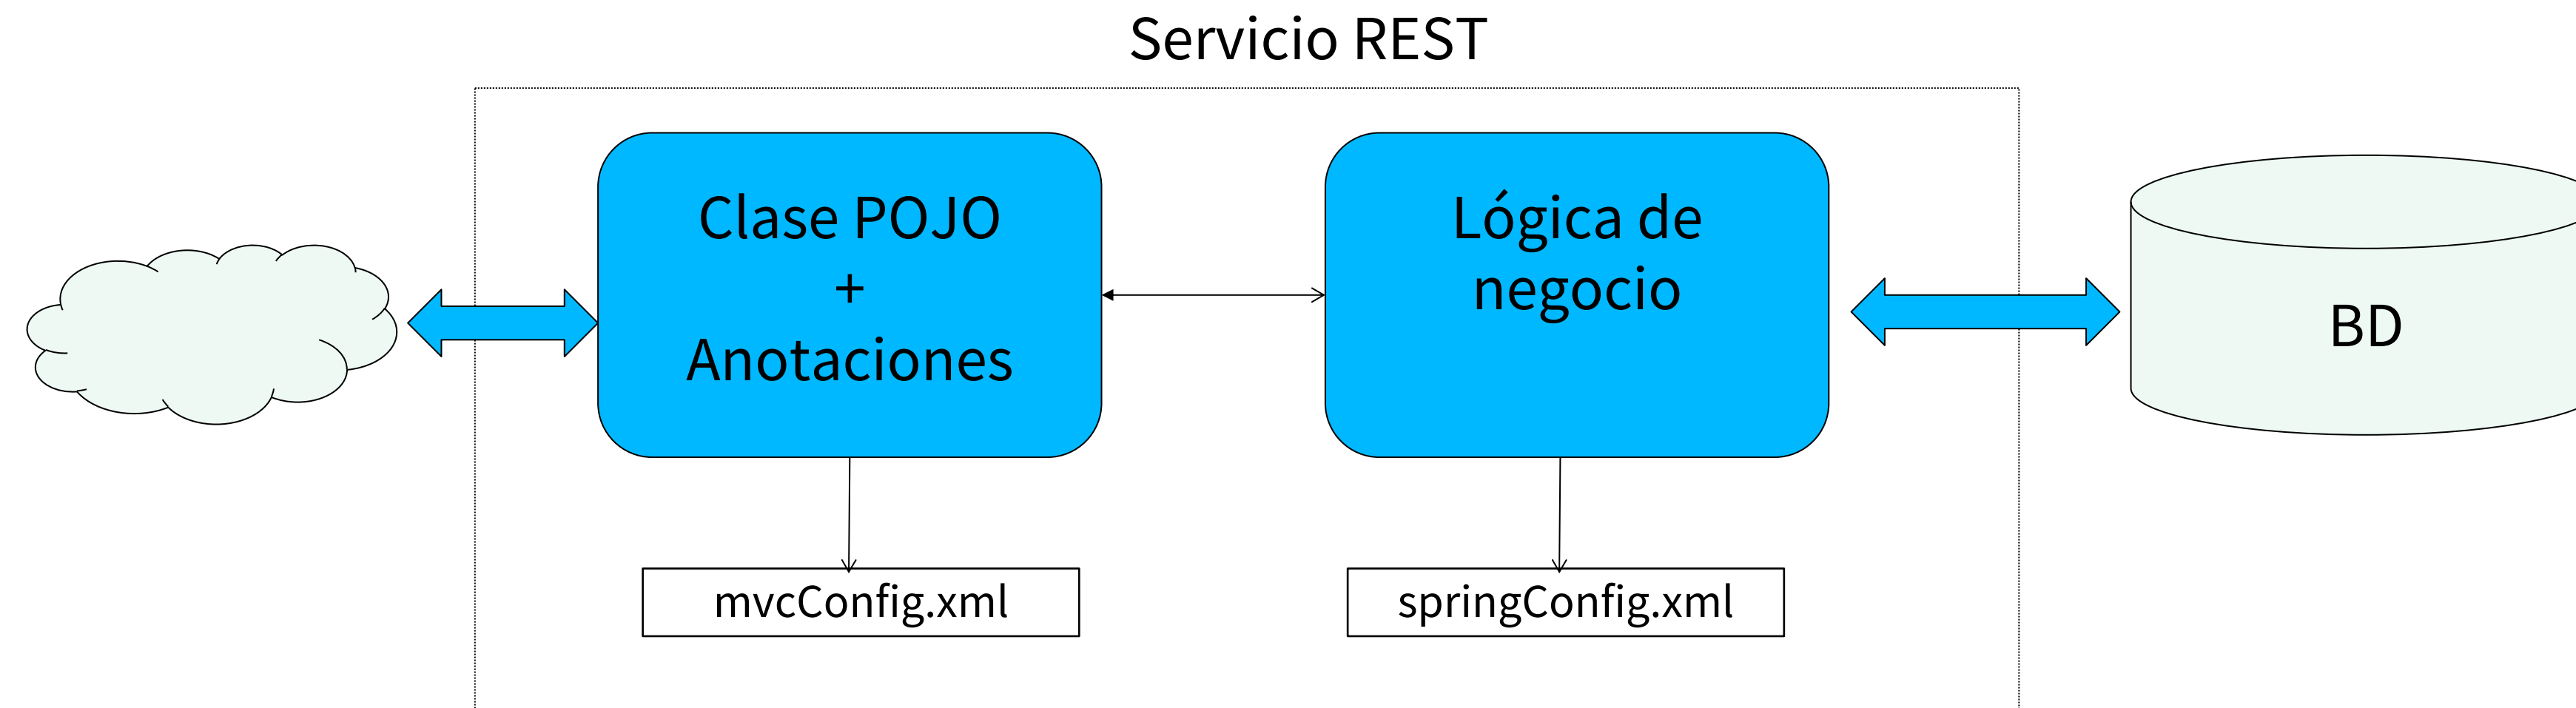 Servicio REST
Clase POJO
+
Anotaciones
Lógica de
negocio
BD
mvcConfig.xml
springConfig.xml